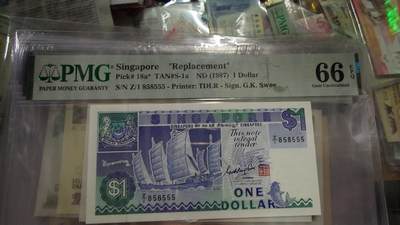 PMG
PAPER MONEY GUARANTY
Singapore "Replacement"
Pick# 18a* TAN#S-1a ND (1987) 1 Dollar
S/N Z/1 858555 - Printer: TDLR - Sign. G.K. Swee
66 EPQ
Gem Uncirculated
$1
This note
is legal
tender
Z/1 858555
Z/1 858555
$1
ONE
DOLLAR